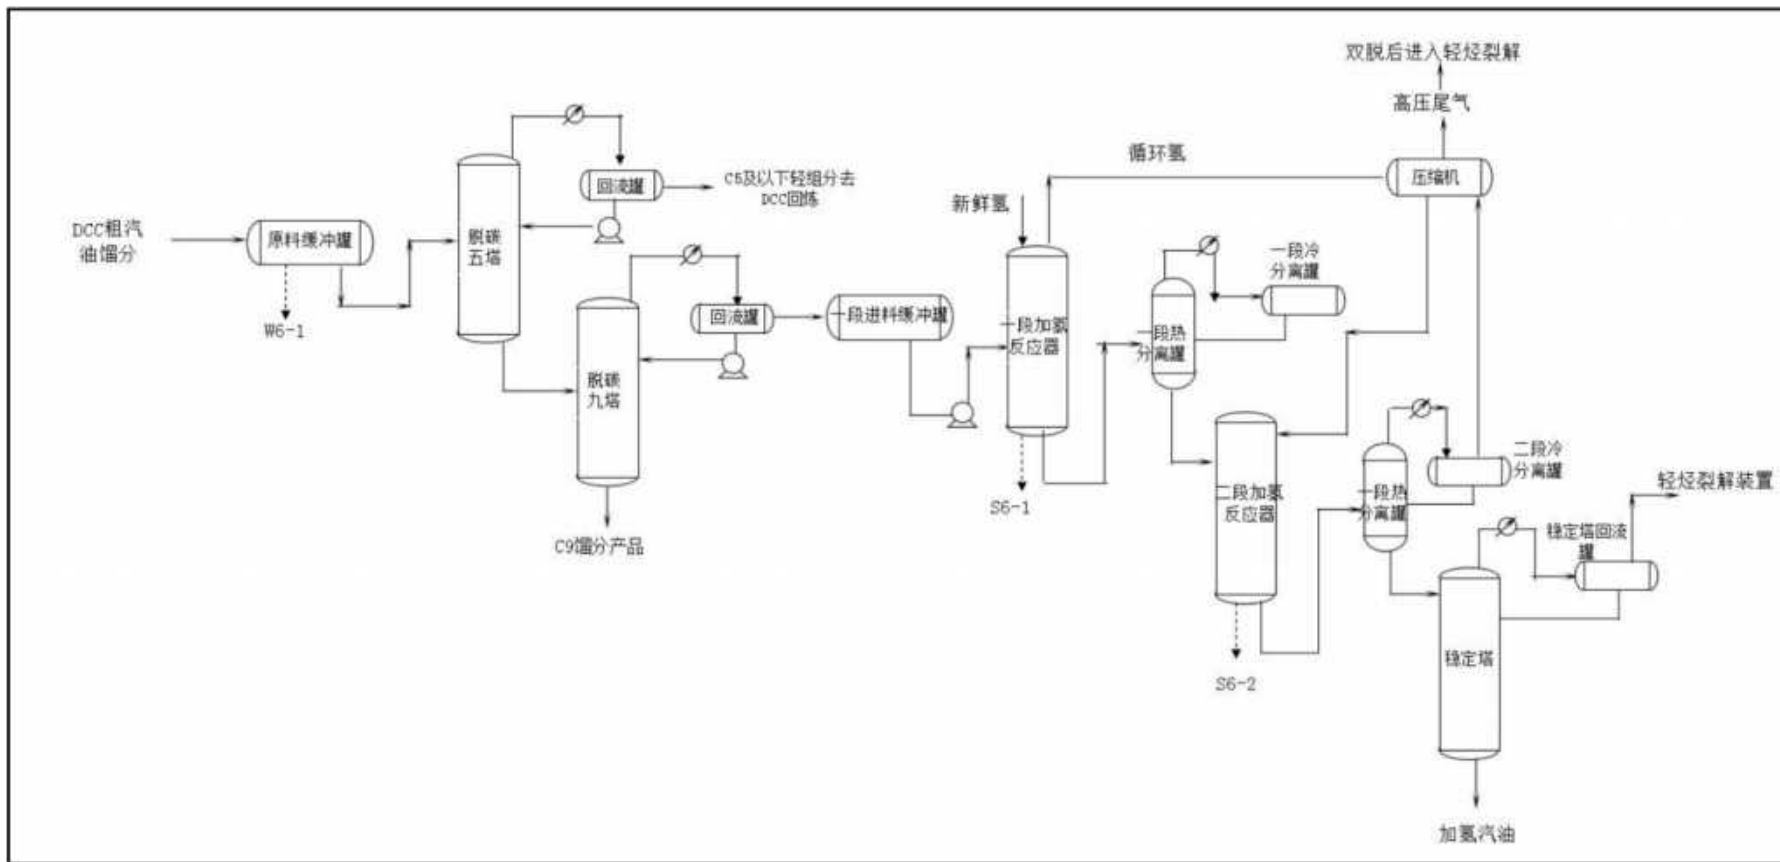 双脱后进入轻烃裂解
高压尾气
循环氢
压缩机
新鲜氢
回流罐
C5及以下轻组分去
DCC回炼
DCC粗汽
油馏分
原料缓冲罐
脱碳
五塔
W6-1
回流罐
一段进料缓冲罐
一段加氢
反应器
一段冷
分离罐
一段热
分离罐
脱碳
九塔
S6-1
C9馏分产品
二段加氢
反应器
一段热
分离罐
二段冷
分离罐
轻烃裂解装置
稳定塔回流
罐
稳定塔
S6-2
加氢汽油